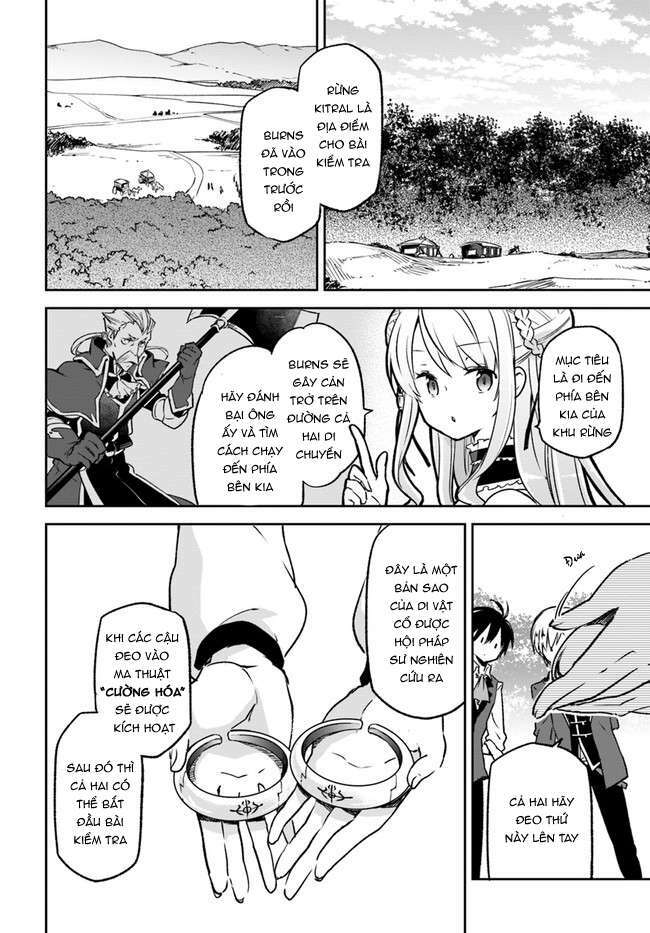 RỪNG
KITRAL LÀ
ĐỊA ĐIỂM
CHO BÀI
KIỂM TRA
BURNS
ĐÃ VÀO
TRONG
TRƯỚC
RỒI
MỤC TIÊU
LÀ ĐI ĐẾN
PHÍA BÊN
KIA CỦA
KHU RỪNG
BURNS SẼ
GÂY CẢN
TRỞ TRÊN
ĐƯỜNG CẢ
HAI DI
CHUYỂN
HÃY ĐÁNH
BẠI ÔNG
ẤY VÀ TÌM
CÁCH CHẠY
ĐẾN PHÍA
BÊN KIA
Đưa
CẢ HAI HÃY
ĐEO THỨ
NÀY LÊN TAY
ĐÂY LÀ MỘT
BẢN SAO
CỦA DI VẬT
CỔ ĐƯỢC
HỘI PHÁP
SƯ NGHIÊN
CỨU RA
KHI CÁC CẬU
ĐEO VÀO
MA THUẬT
"CƯỜNG HÓA"
SẼ ĐƯỢC
KÍCH HOẠT
SAU ĐÓ THÌ
CẢ HAI CÓ
THỂ BẮT
ĐẦU BÀI
KIỂM TRA